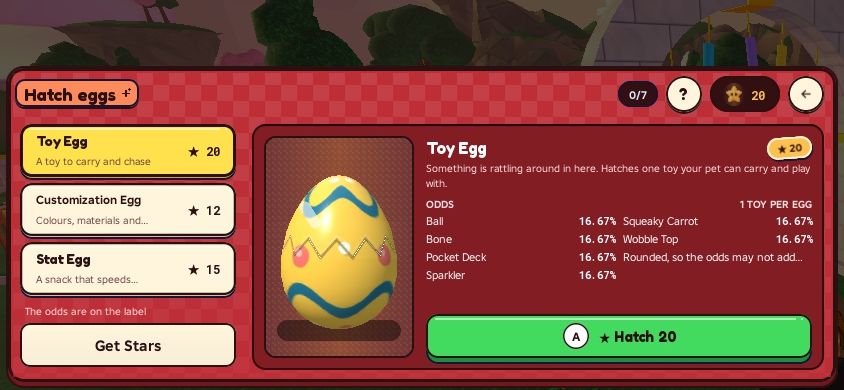 Hatch eggs
0/7
?
20
Toy Egg
A toy to carry and chase
20
Customization Egg
Colours, materials and...
12
Stat Egg
A snack that speeds...
15
The odds are on the label
Get Stars
Toy Egg
20
Something is rattling around in here. Hatches one toy your pet can carry and play
with.
ODDS
1 TOY PER EGG
Ball 16.67% Squeaky Carrot 16.67%
Bone 16.67% Wobble Top 16.67%
Pocket Deck 16.67% Rounded, so the odds may not add...
Sparkler 16.67%
A Hatch 20